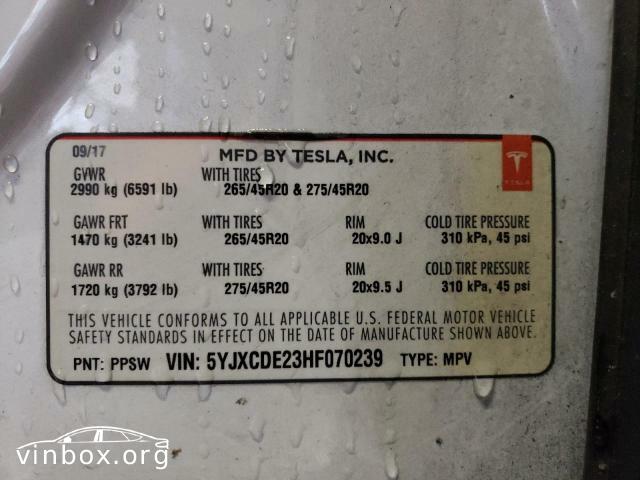 09/17
MFD BY TESLA, INC.
TESLA
GVWR WITH TIRES
2990 kg (6591 lb) 265/45R20 & 275/45R20
GAWR FRT WITH TIRES RIM COLD TIRE PRESSURE
1470 kg (3241 lb) 265/45R20 20x9.0 J 310 kPa, 45 psi
GAWR RR WITH TIRES RIM COLD TIRE PRESSURE
1720 kg (3792 lb) 275/45R20 20x9.5 J 310 kPa, 45 psi
THIS VEHICLE CONFORMS TO ALL APPLICABLE U.S. FEDERAL MOTOR VEHICLE
SAFETY STANDARDS IN EFFECT ON THE DATE OF MANUFACTURE SHOWN ABOVE.
PNT: PPSW VIN: 5YJXCDE23HF070239 TYPE: MPV
vinbox.org